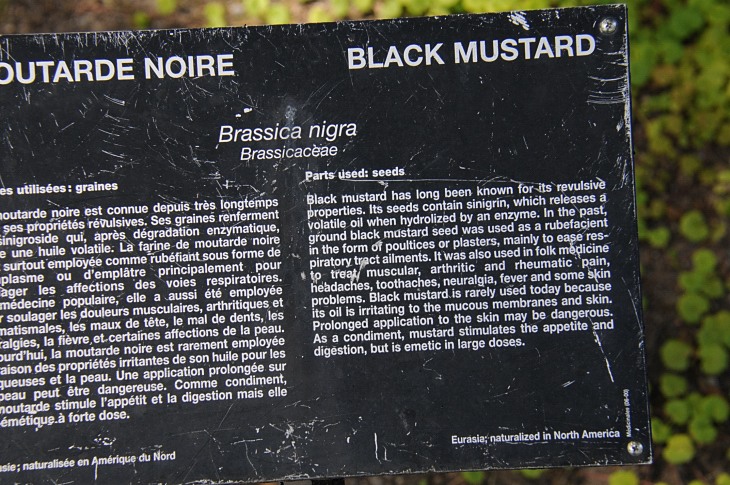 OUTARDE NOIRE
BLACK MUSTARD
Brassica nigra
Brassicaceae
es utilisées : graines
outarde noire est connue depuis très longtemps
ses propriétés révulsives. Ses graines renferment
sinigroside qui, après dégradation enzymatique,
e une huile volatile. La farine de moutarde noire
surtout employée comme rubéfiant sous forme de
plasme ou d'emplâtre principalement pour
lager les affections des voies respiratoires.
médecine populaire, elle a aussi été employée
r soulager les douleurs musculaires, arthritiques et
matismales, les maux de tête, le mal de dents, les
ralgies, la fièvre et certaines affections de la peau.
ourd'hui, la moutarde noire est rarement employée
raison des propriétés irritantes de son huile pour les
queuses et la peau. Une application prolongée sur
peau peut être dangereuse. Comme condiment,
moutarde stimule l'appétit et la digestion mais elle
émétique à forte dose.
Parts used: seeds
Black mustard has long been known for its revulsive
properties. Its seeds contain sinigrin, which releases a
volatile oil when hydrolized by an enzyme. In the past,
ground black mustard seed was used as a rubefacient
in the form of poultices or plasters, mainly to ease res-
piratory tract ailments. It was also used in folk medicine
to treat muscular, arthritic and rheumatic pain,
headaches, toothaches, neuralgia, fever and some skin
problems. Black mustard is rarely used today because
its oil is irritating to the mucous membranes and skin.
Prolonged application to the skin may be dangerous.
As a condiment, mustard stimulates the appetite and
digestion, but is emetic in large doses.
asie ; naturalisée en Amérique du Nord
Eurasia; naturalized in North America